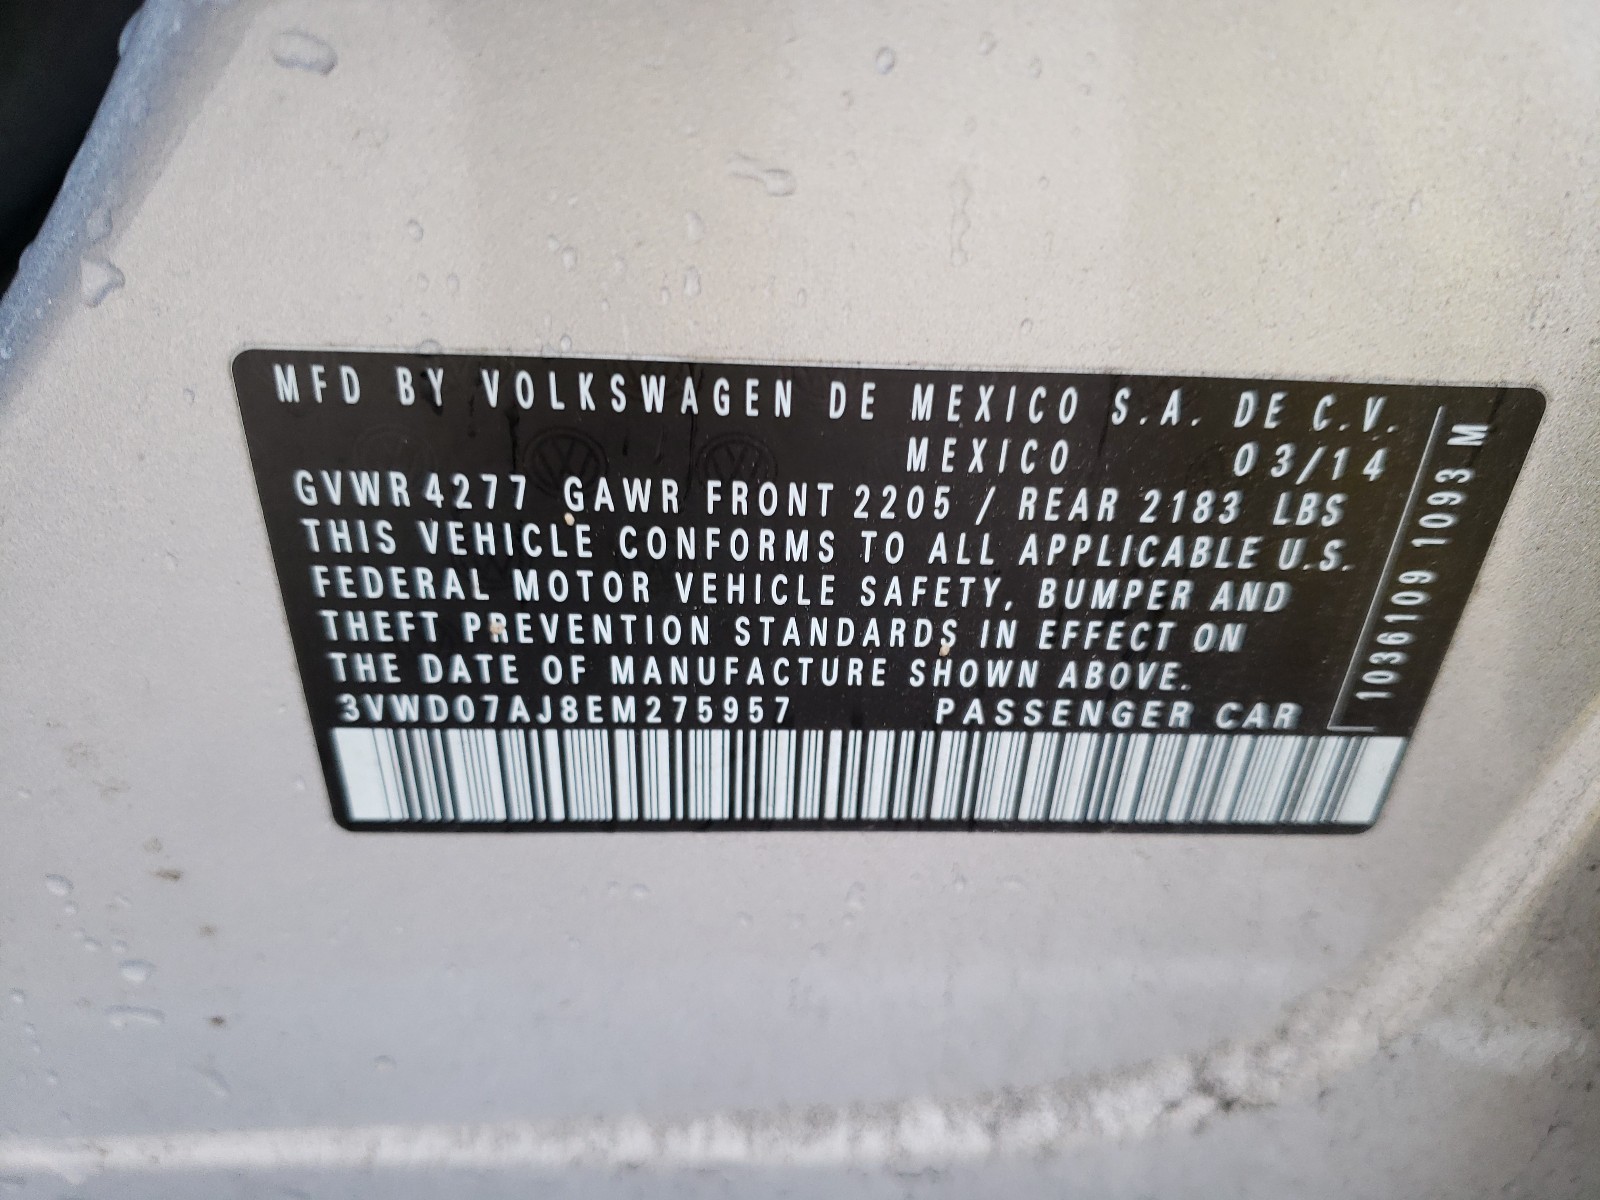 MFD BY VOLKSWAGEN DE MEXICO S.A. DE C.V.
MEXICO 03/14
GVWR 4277 GAWR FRONT 2205 / REAR 2183 LBS
THIS VEHICLE CONFORMS TO ALL APPLICABLE U.S.
FEDERAL MOTOR VEHICLE SAFETY, BUMPER AND
THEFT PREVENTION STANDARDS IN EFFECT ON
THE DATE OF MANUFACTURE SHOWN ABOVE.
3VWD07AJ8EM275957 PASSENGER CAR
1036109 1093 M